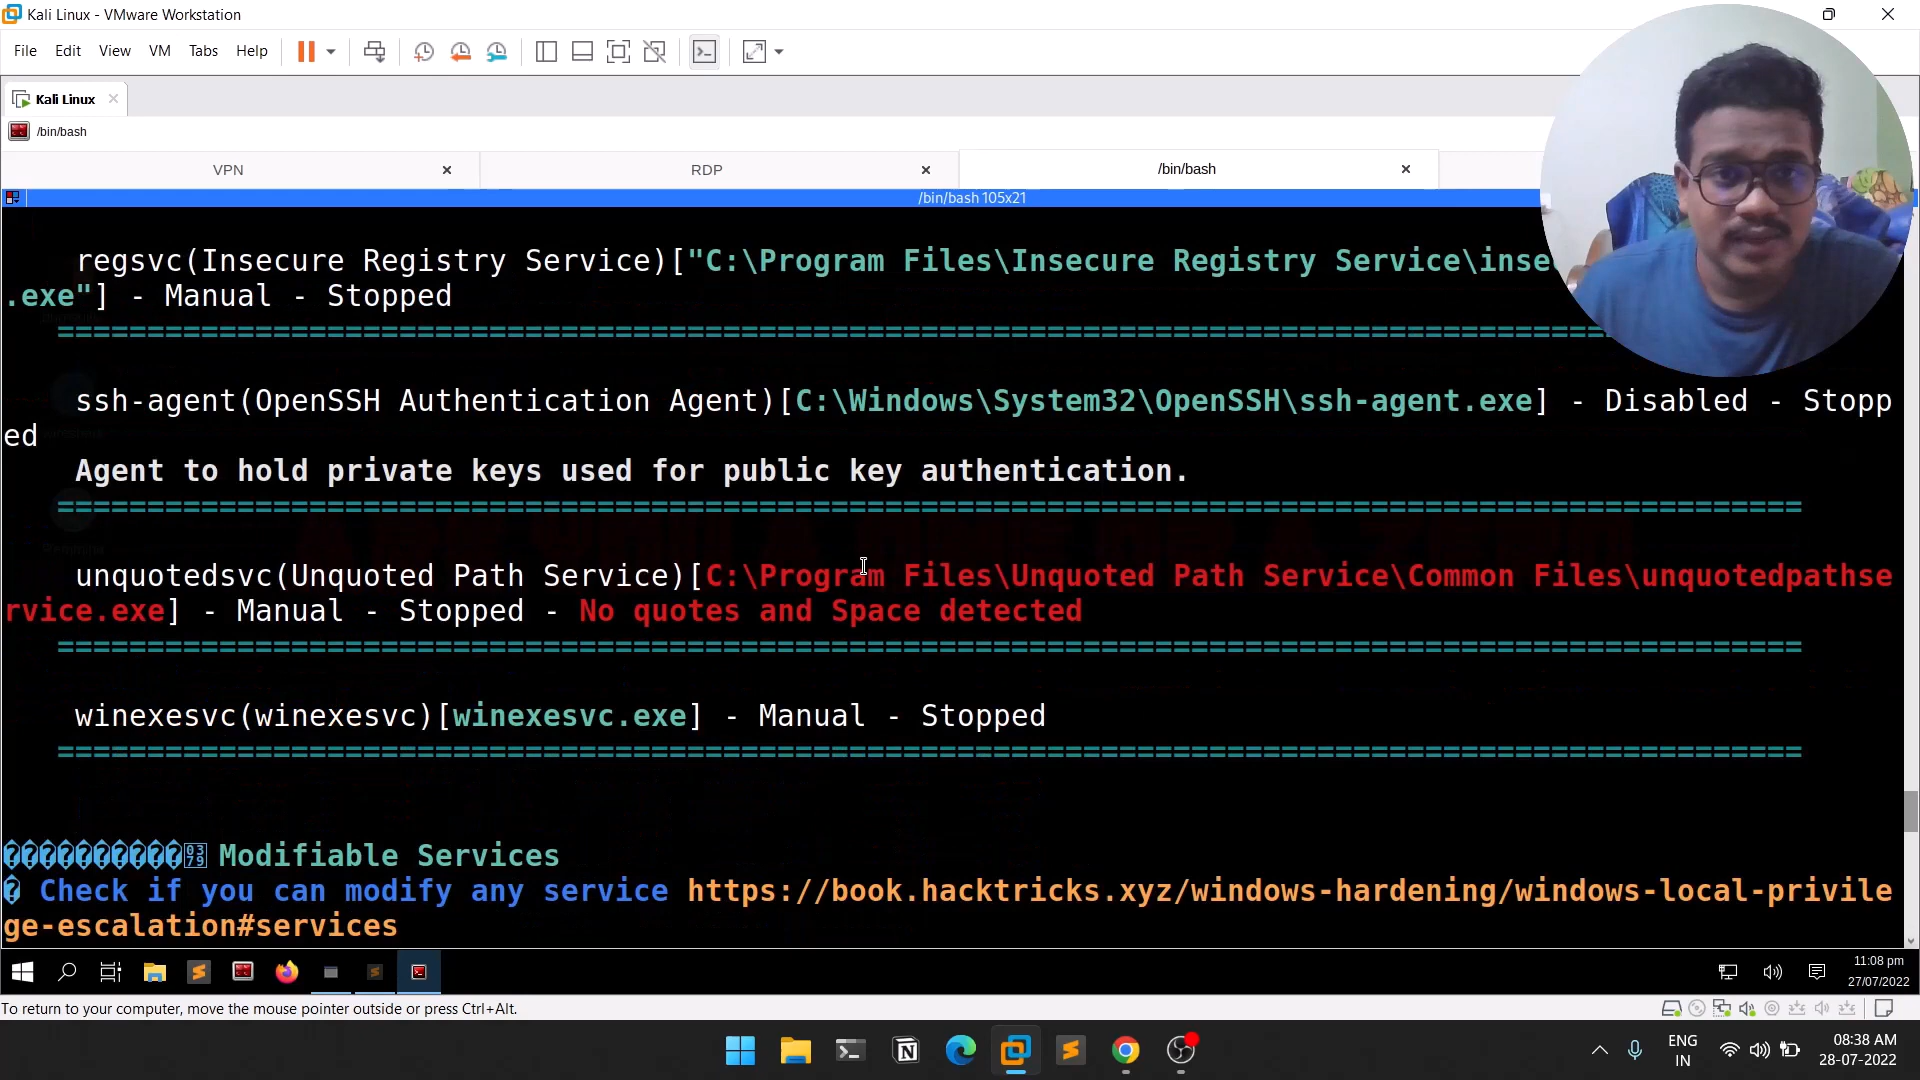 Kali Linux - VMware Workstation
File Edit View VM Tabs Help
Kali Linux
/bin/bash
VPN RDP /bin/bash
/bin/bash 105x21
regsvc(Insecure Registry Service)["C:\Program Files\Insecure Registry Service\inse
.exe"] - Manual - Stopped
=================================================================================================
ssh-agent(OpenSSH Authentication Agent)[C:\Windows\System32\OpenSSH\ssh-agent.exe] - Disabled - Stopp
ed
Agent to hold private keys used for public key authentication.
=================================================================================================
unquotedsvc(Unquoted Path Service)[C:\Program Files\Unquoted Path Service\Common Files\unquotedpathse
rvice.exe] - Manual - Stopped - No quotes and Space detected
=================================================================================================
winexesvc(winexesvc)[winexesvc.exe] - Manual - Stopped
=================================================================================================
����������͹ Modifiable Services
� Check if you can modify any service https://book.hacktricks.xyz/windows-hardening/windows-local-privile
ge-escalation#services
11:08 pm
27/07/2022
To return to your computer, move the mouse pointer outside or press Ctrl+Alt.
ENG
IN
08:38 AM
28-07-2022